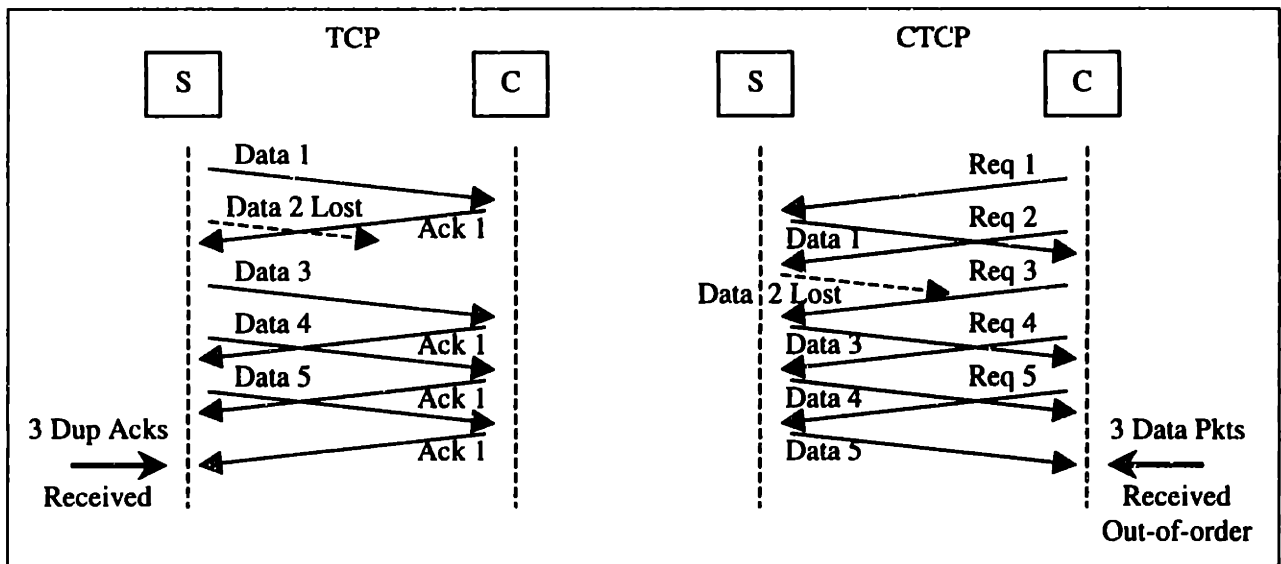 TCP
S
C
Data 1
Data 2 Lost
Ack 1
Data 3
Data 4
Ack 1
Data 5
Ack 1
3 Dup Acks
Ack 1
Received
CTCP
S
C
Req 1
Req 2
Data 1
Req 3
Data 2 Lost
Req 4
Data 3
Req 5
Data 4
3 Data Pkts
Data 5
Received
Out-of-order